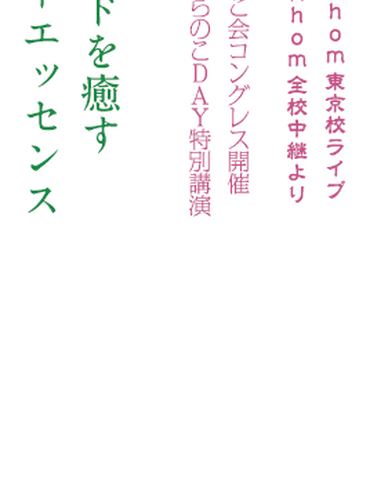 hom 東京校ライブ
hom 全校中継より
こ会コングレス開催
らのこDAY特別講演
ドを癒す
ーエッセンス